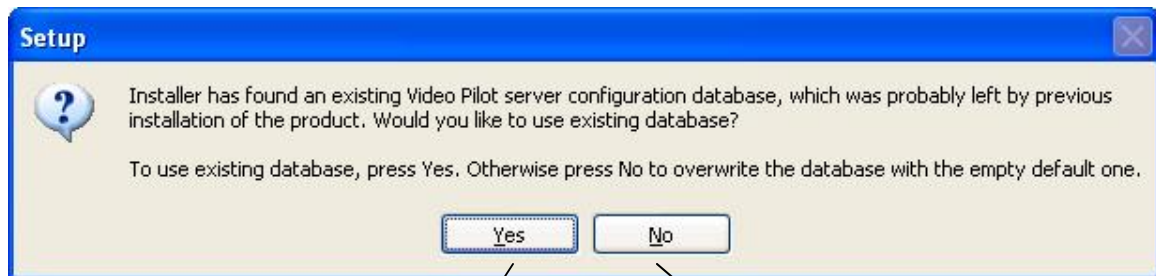 Setup
Installer has found an existing Video Pilot server configuration database, which was probably left by previous
installation of the product. Would you like to use existing database?
To use existing database, press Yes. Otherwise press No to overwrite the database with the empty default one.
Yes No